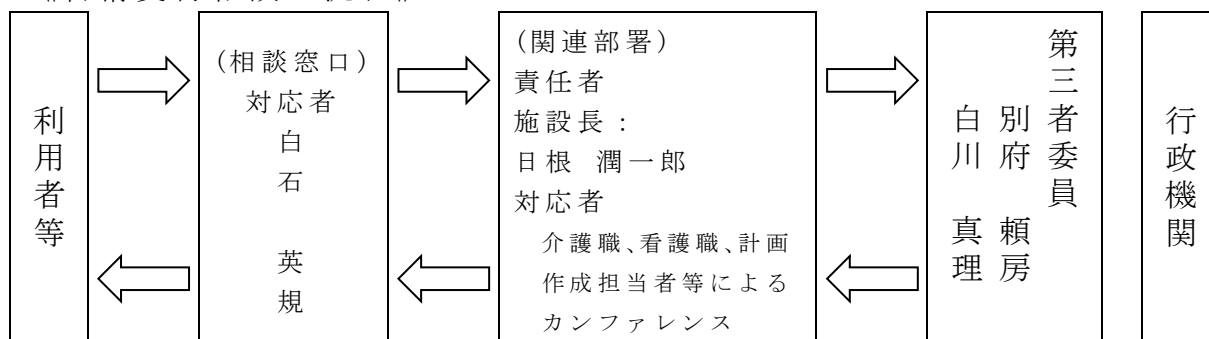 利用者等
(相談窓口)
対応者
白石 英規
(関連部署)
責任者
施設長：
日根 潤一郎
対応者
介護職、看護職、計画
作成担当者等による
カンファレンス
第三者委員
別府 頼房
白川 真理
行政機関